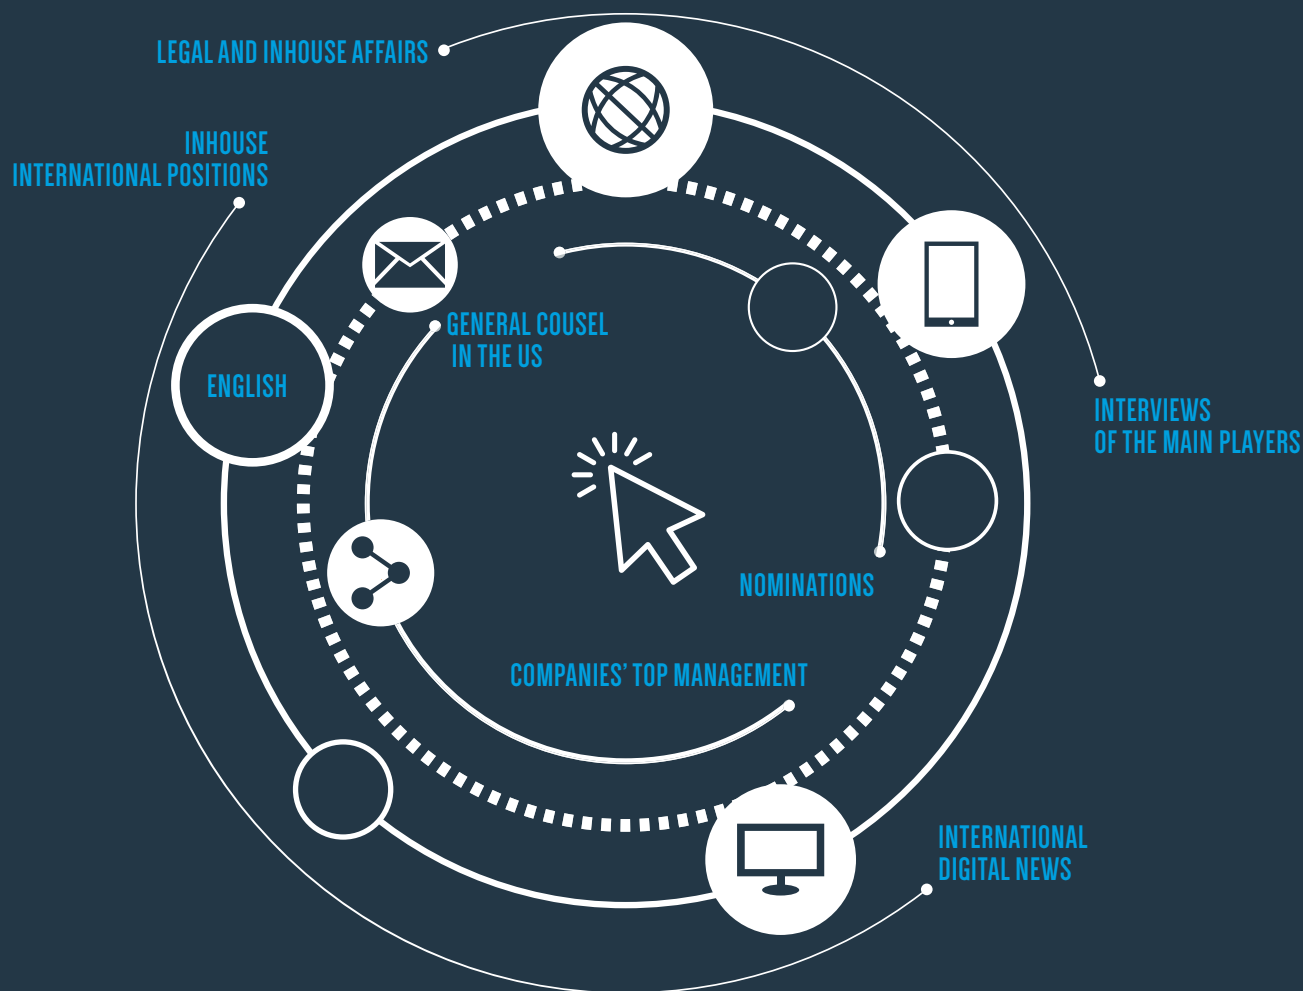 LEGAL AND INHOUSE AFFAIRS
INHOUSE
INTERNATIONAL POSITIONS
GENERAL COUSEL
IN THE US
ENGLISH
INTERVIEWS
OF THE MAIN PLAYERS
NOMINATIONS
COMPANIES' TOP MANAGEMENT
INTERNATIONAL
DIGITAL NEWS